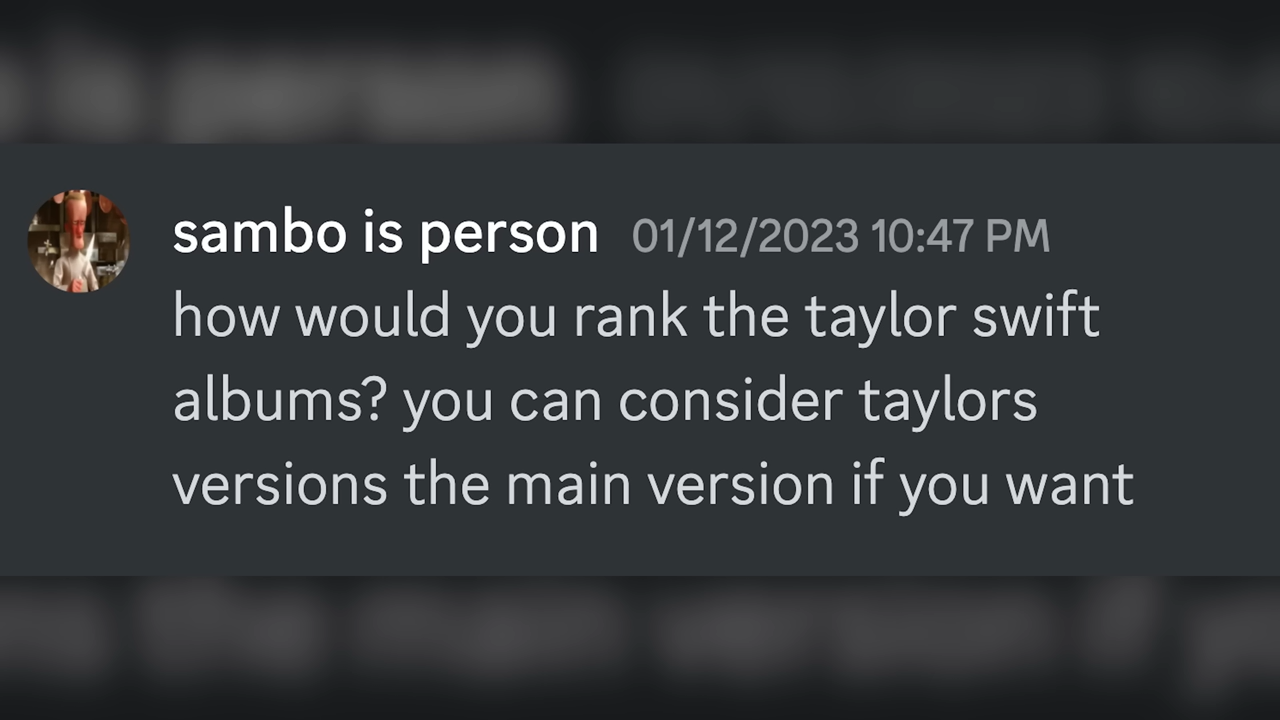 sambo is person 01/12/2023 10:47 PM
how would you rank the taylor swift
albums? you can consider taylors
versions the main version if you want